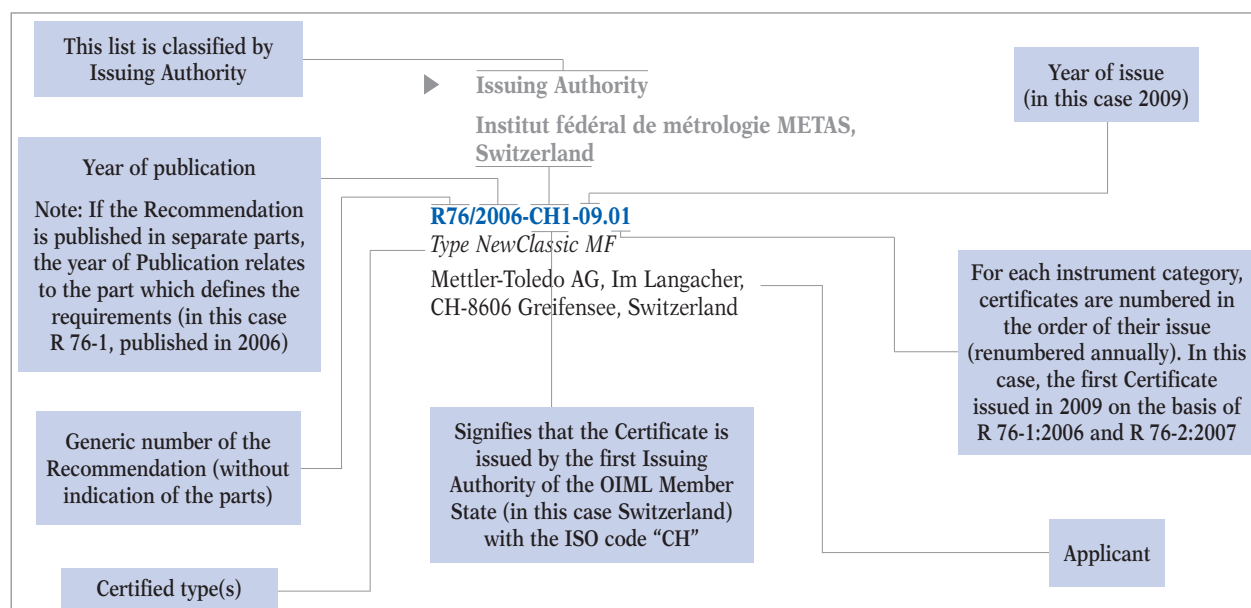 This list is classified by
Issuing Authority
Issuing Authority
Institut fédéral de métrologie METAS,
Switzerland
Year of issue
(in this case 2009)
Year of publication
Note: If the Recommendation
is published in separate parts,
the year of Publication relates
to the part which defines the
requirements (in this case
R 76-1, published in 2006)
R76/2006-CH1-09.01
Type NewClassic MF
Mettler-Toledo AG, Im Langacher,
CH-8606 Greifensee, Switzerland
For each instrument category,
certificates are numbered in
the order of their issue
(renumbered annually). In this
case, the first Certificate
issued in 2009 on the basis of
R 76-1:2006 and R 76-2:2007
Generic number of the
Recommendation (without
indication of the parts)
Signifies that the Certificate is
issued by the first Issuing
Authority of the OIML Member
State (in this case Switzerland)
with the ISO code “CH”
Applicant
Certified type(s)